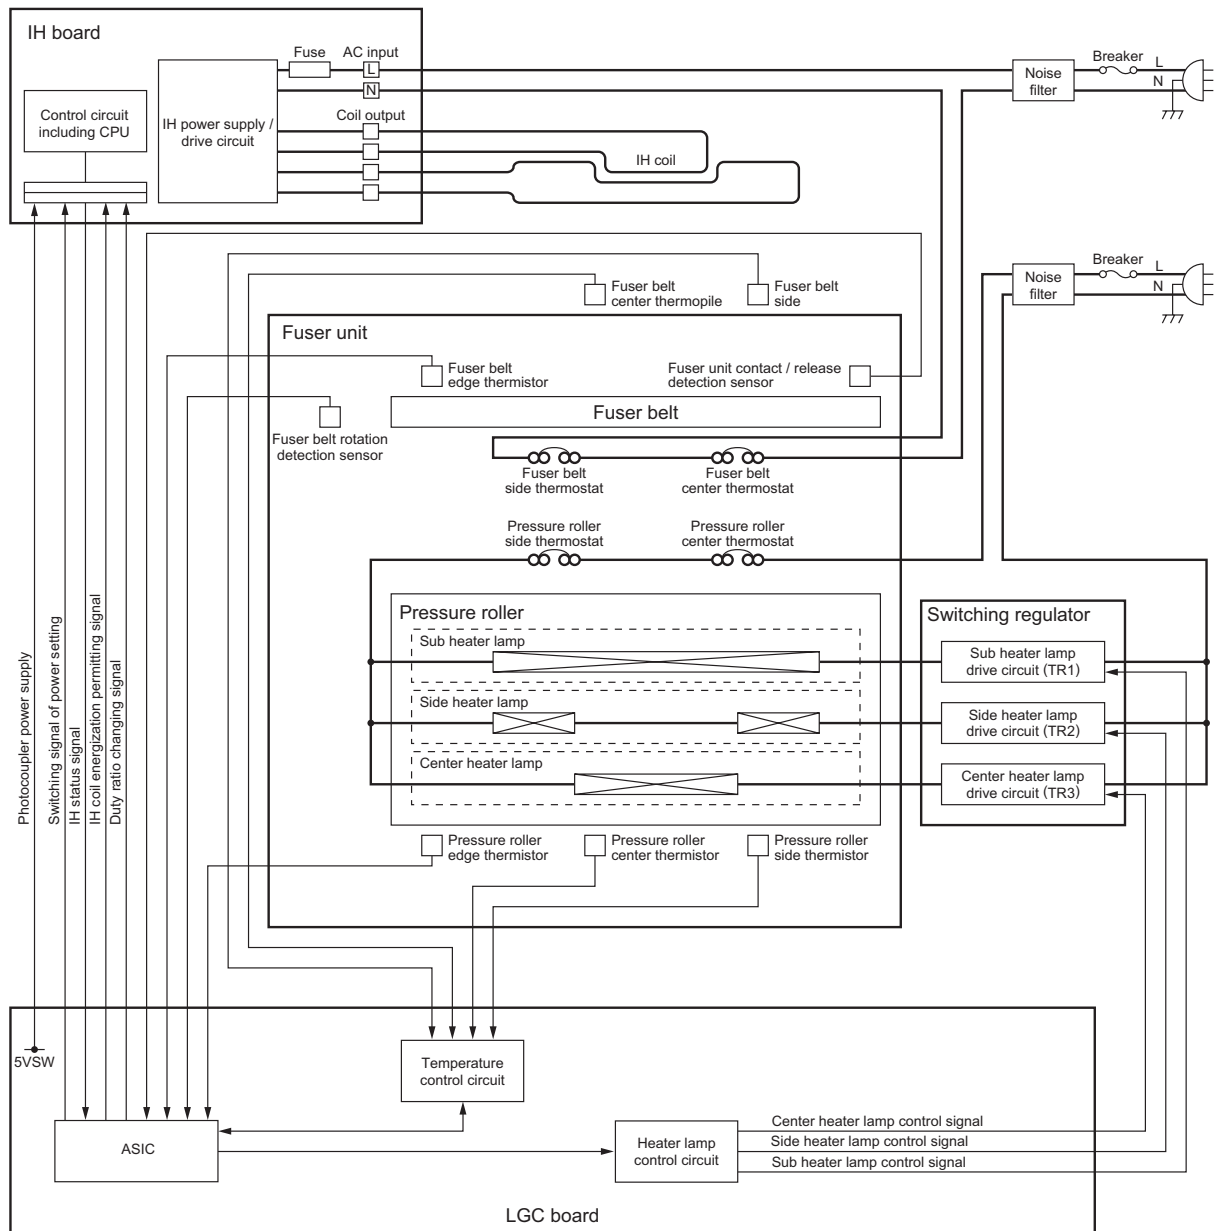 IH board
Fuse
AC input
L
N
Control circuit
including CPU
IH power supply /
drive circuit
Coil output
IH coil
Noise
filter
Breaker
L
N
Noise
filter
Breaker
L
N
Fuser belt
center thermopile
Fuser belt
side
Fuser unit
Fuser belt
edge thermistor
Fuser unit contact / release
detection sensor
Fuser belt
Fuser belt rotation
detection sensor
Fuser belt
side thermostat
Fuser belt
center thermostat
Pressure roller
side thermostat
Pressure roller
center thermostat
Pressure roller
Sub heater lamp
Side heater lamp
Center heater lamp
Switching regulator
Sub heater lamp
drive circuit (TR1)
Side heater lamp
drive circuit (TR2)
Center heater lamp
drive circuit (TR3)
Photocoupler power supply
Switching signal of power setting
IH status signal
IH coil energization permitting signal
Duty ratio changing signal
Pressure roller
edge thermistor
Pressure roller
center thermistor
Pressure roller
side thermistor
5VSW
Temperature
control circuit
ASIC
Heater lamp
control circuit
Center heater lamp control signal
Side heater lamp control signal
Sub heater lamp control signal
LGC board